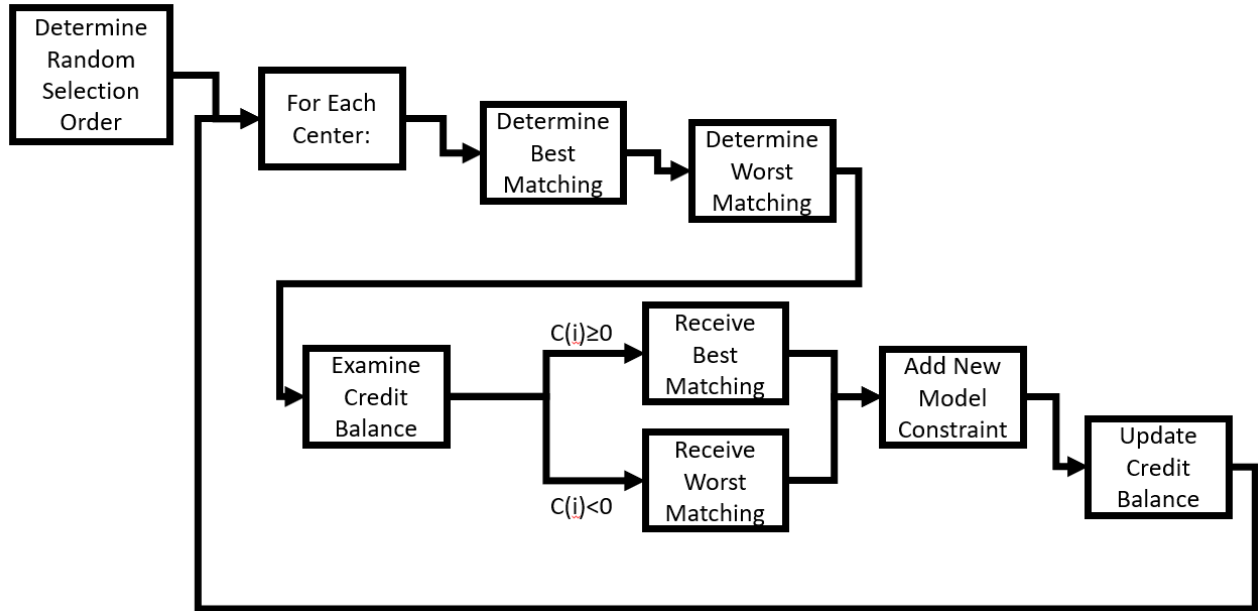 Determine
Random
Selection
Order
For Each
Center:
Determine
Best
Matching
Determine
Worst
Matching
Examine
Credit
Balance
C(i)≥0
Receive
Best
Matching
C(i)<0
Receive
Worst
Matching
Add New
Model
Constraint
Update
Credit
Balance